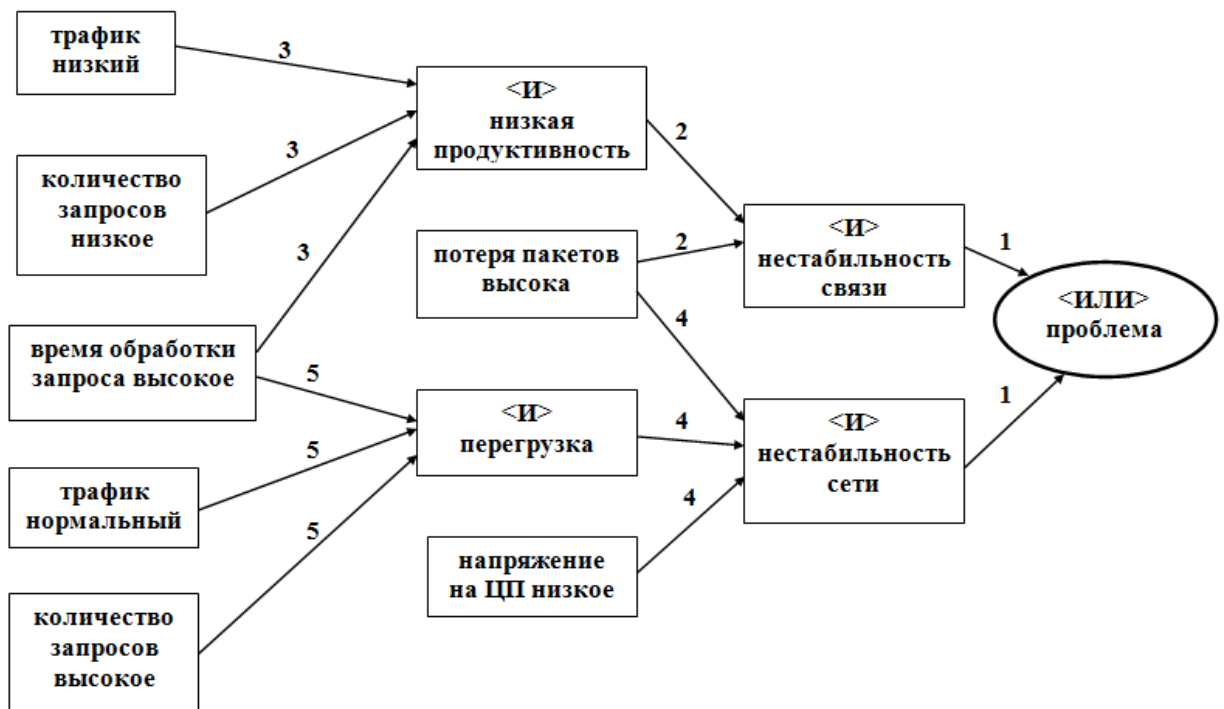 трафик
низкий
3
<И>
низкая
продуктивность
2
количество
запросов
низкое
3
3
потеря пакетов
высока
2
4
<И>
нестабильность
связи
1
<ИЛИ>
проблема
время обработки
запроса высокое
5
<И>
перегрузка
4
<И>
нестабильность
сети
1
трафик
нормальный
5
напряжение
на ЦП низкое
4
количество
запросов
высокое
5